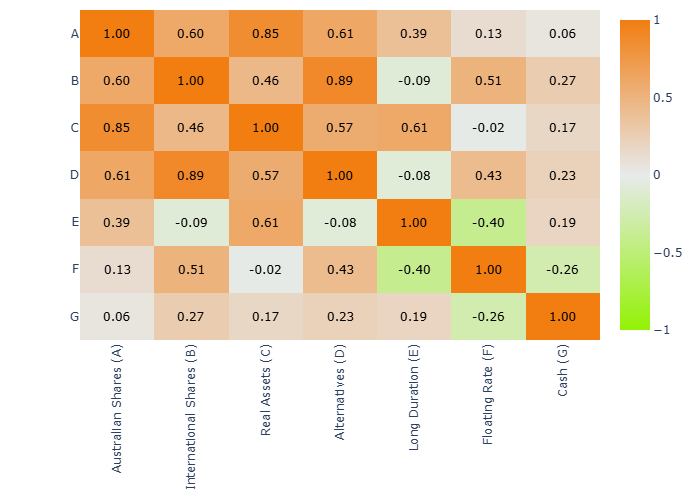 A 1.00 0.60 0.85 0.61 0.39 0.13 0.06
B 0.60 1.00 0.46 0.89 -0.09 0.51 0.27
C 0.85 0.46 1.00 0.57 0.61 -0.02 0.17
D 0.61 0.89 0.57 1.00 -0.08 0.43 0.23
E 0.39 -0.09 0.61 -0.08 1.00 -0.40 0.19
F 0.13 0.51 -0.02 0.43 -0.40 1.00 -0.26
G 0.06 0.27 0.17 0.23 0.19 -0.26 1.00
Australian Shares (A)
International Shares (B)
Real Assets (C)
Alternatives (D)
Long Duration (E)
Floating Rate (F)
Cash (G)
1
0.5
0
−0.5
−1